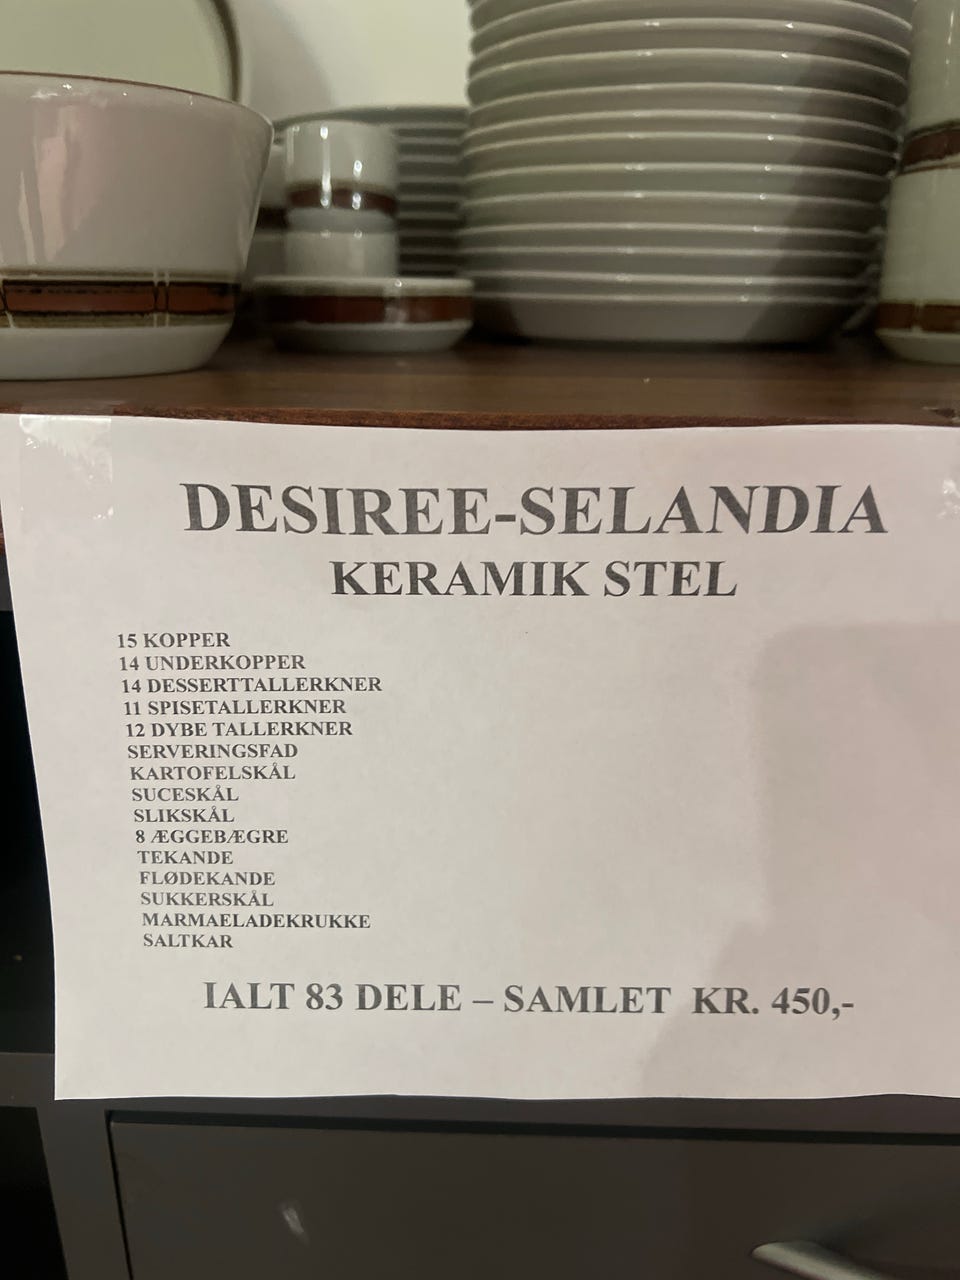 DESIREE-SELANDIA
KERAMIK STEL
15 KOPPER
14 UNDERKOPPER
14 DESSERTTALLERKNER
11 SPISETALLERKNER
12 DYBE TALLERKNER
SERVERINGSFAD
KARTOFELSKÅL
SUCESKÅL
SLIKSKÅL
8 ÆGGEBÆGRE
TEKANDE
FLØDEKANDE
SUKKERSKÅL
MARMAELADEKRUKKE
SALTKAR
IALT 83 DELE – SAMLET KR. 450,-